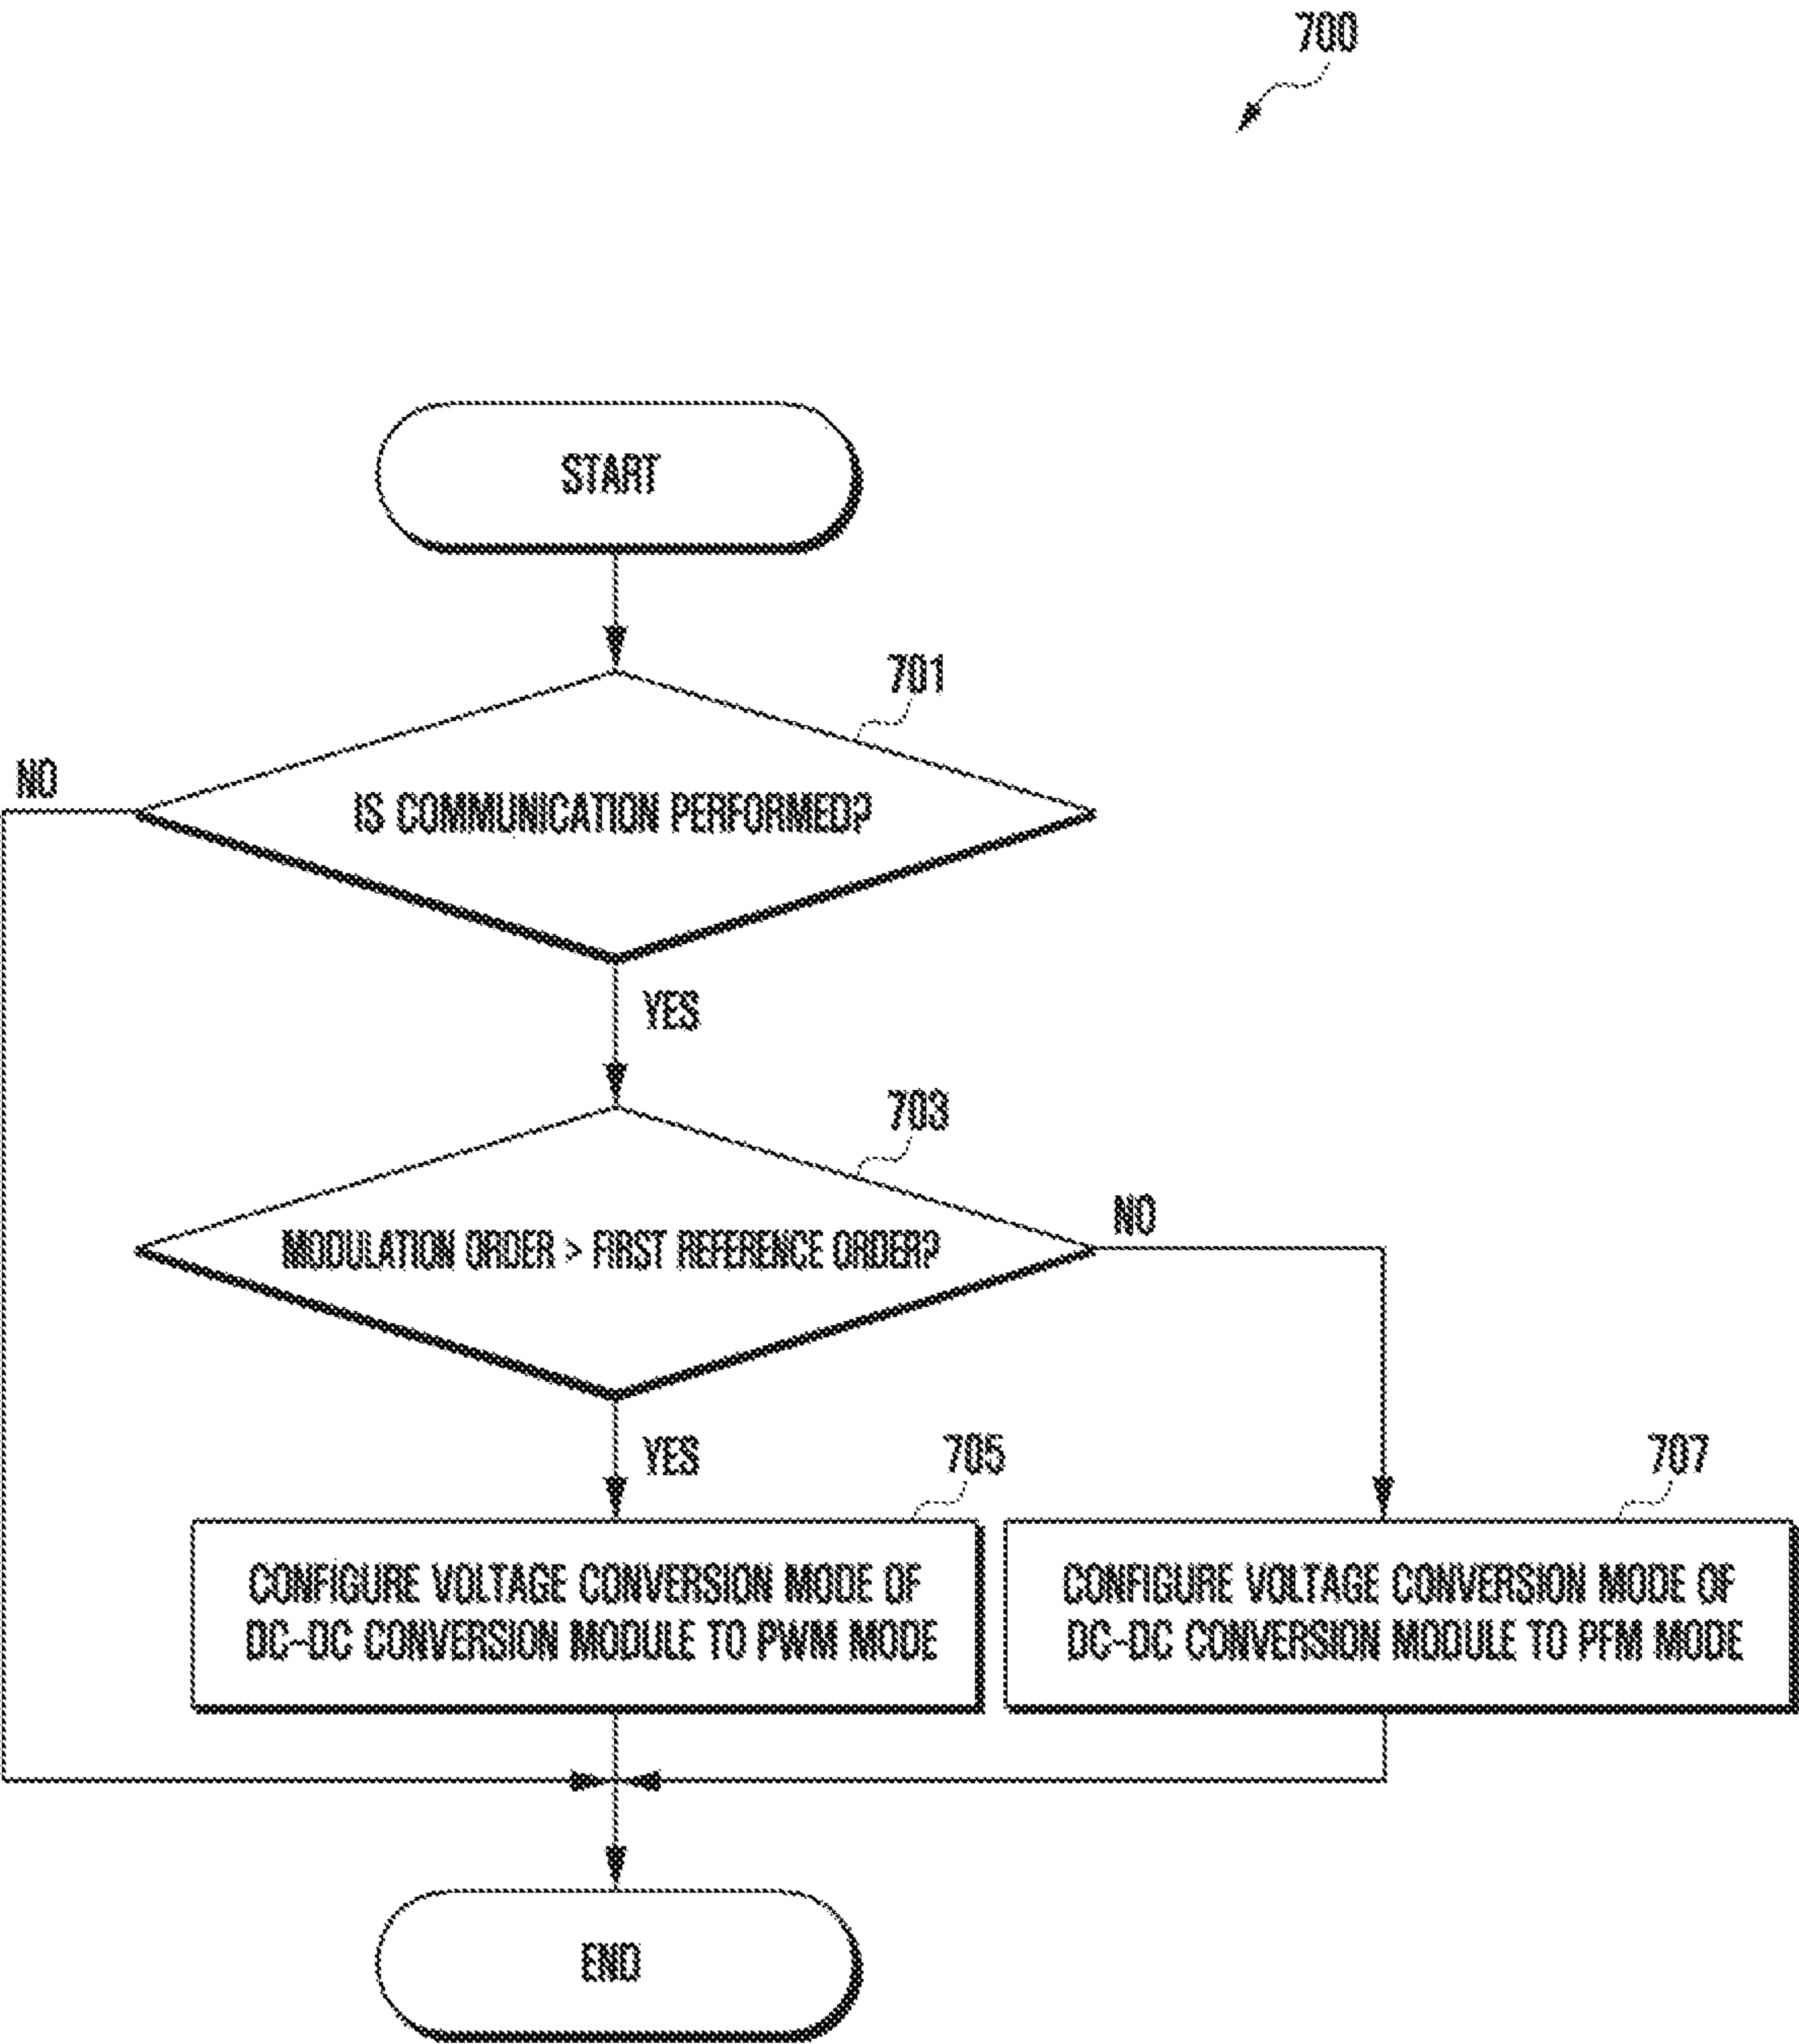 700
START
701
NO
IS COMMUNICATION PERFORMED?
YES
703
NO
MODULATION ORDER > FIRST REFERENCE ORDER?
YES
705
707
CONFIGURE VOLTAGE CONVERSION MODE OF
DC-DC CONVERSION MODULE TO PWM MODE
CONFIGURE VOLTAGE CONVERSION MODE OF
DC-DC CONVERSION MODULE TO PFM MODE
END